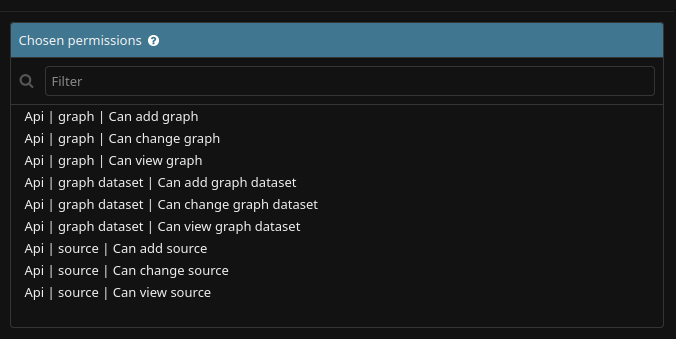 Chosen permissions ?
Filter
Api | graph | Can add graph
Api | graph | Can change graph
Api | graph | Can view graph
Api | graph dataset | Can add graph dataset
Api | graph dataset | Can change graph dataset
Api | graph dataset | Can view graph dataset
Api | source | Can add source
Api | source | Can change source
Api | source | Can view source